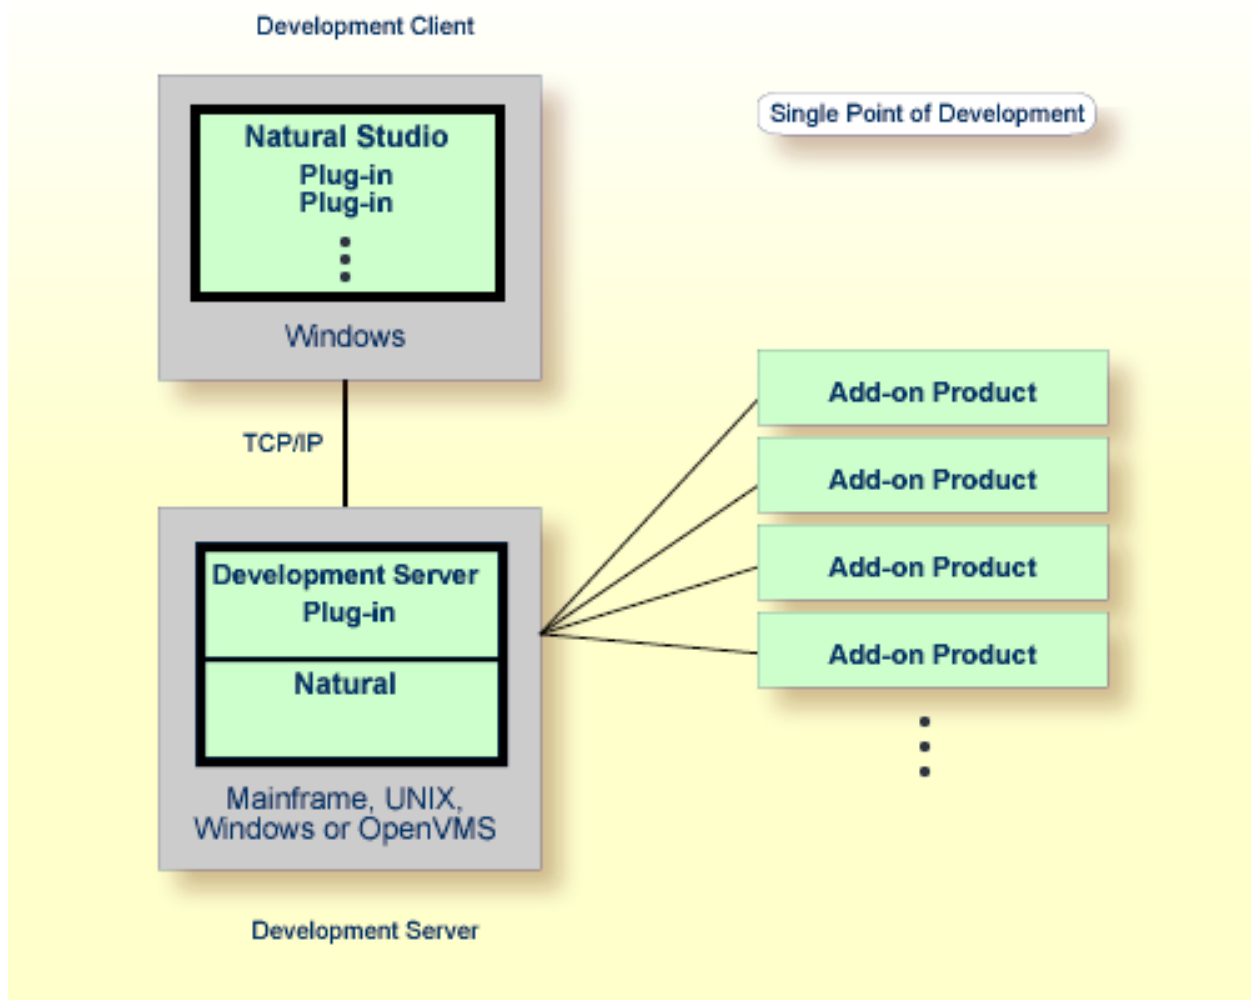 Development Client
Single Point of Development
Natural Studio
Plug-in
Plug-in
Windows
TCP/IP
Add-on Product
Add-on Product
Add-on Product
Add-on Product
Development Server
Plug-in
Natural
Mainframe, UNIX,
Windows or OpenVMS
Development Server